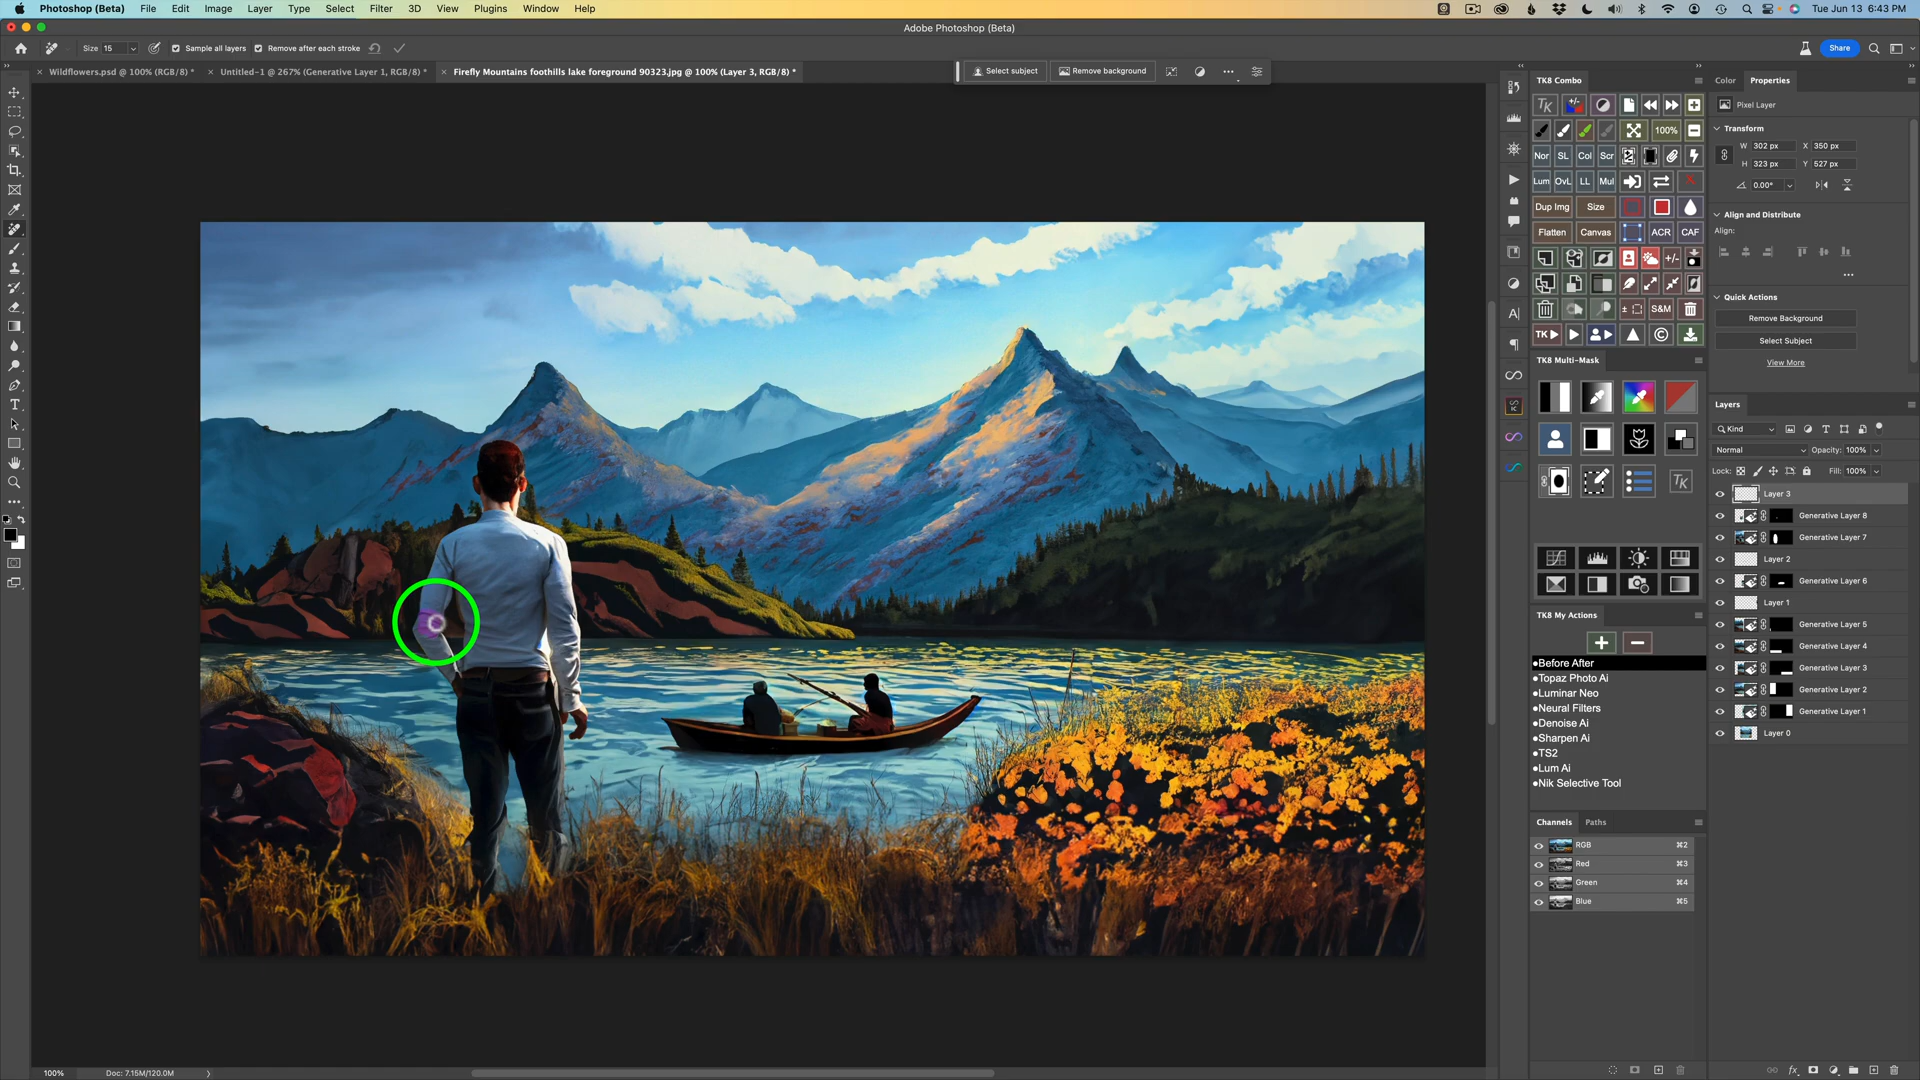 Photoshop (Beta) File Edit Image Layer Type Select Filter 3D View Plugins Window Help Tue Jun 13 6:43 PM
Adobe Photoshop (Beta)
Size 15 Sample all layers Remove after each stroke Share
Wildflowers.psd @ 100% (RGB/8) * Untitled-1 @ 267% (Generative Layer 1, RGB/8) * Firefly Mountains foothills lake foreground 90323.jpg @ 100% (Layer 3, RGB/8) *
Select subject Remove background
TK8 Combo
TK +/-
100%
Nor SL Col Scr
Lum OvL LL Mul
Dup Img Size
Flatten Canvas ACR CAF
+/-
S&M
TK
TK8 Multi-Mask
TK
TK8 My Actions
Before After
Topaz Photo Ai
Luminar Neo
Neural Filters
Denoise Ai
Sharpen Ai
TS2
Lum Ai
Nik Selective Tool
Channels Paths
RGB ⌘2
Red ⌘3
Green ⌘4
Blue ⌘5
Color Properties
Pixel Layer
Transform
W 302 px X 350 px
H 323 px Y 527 px
0.00°
Align and Distribute
Align:
Quick Actions
Remove Background
Select Subject
View More
Layers
Kind
Normal Opacity: 100%
Lock: Fill: 100%
Layer 3
Generative Layer 8
Generative Layer 7
Layer 2
Generative Layer 6
Layer 1
Generative Layer 5
Generative Layer 4
Generative Layer 3
Generative Layer 2
Generative Layer 1
Layer 0
100% Doc: 7.15M/120.0M